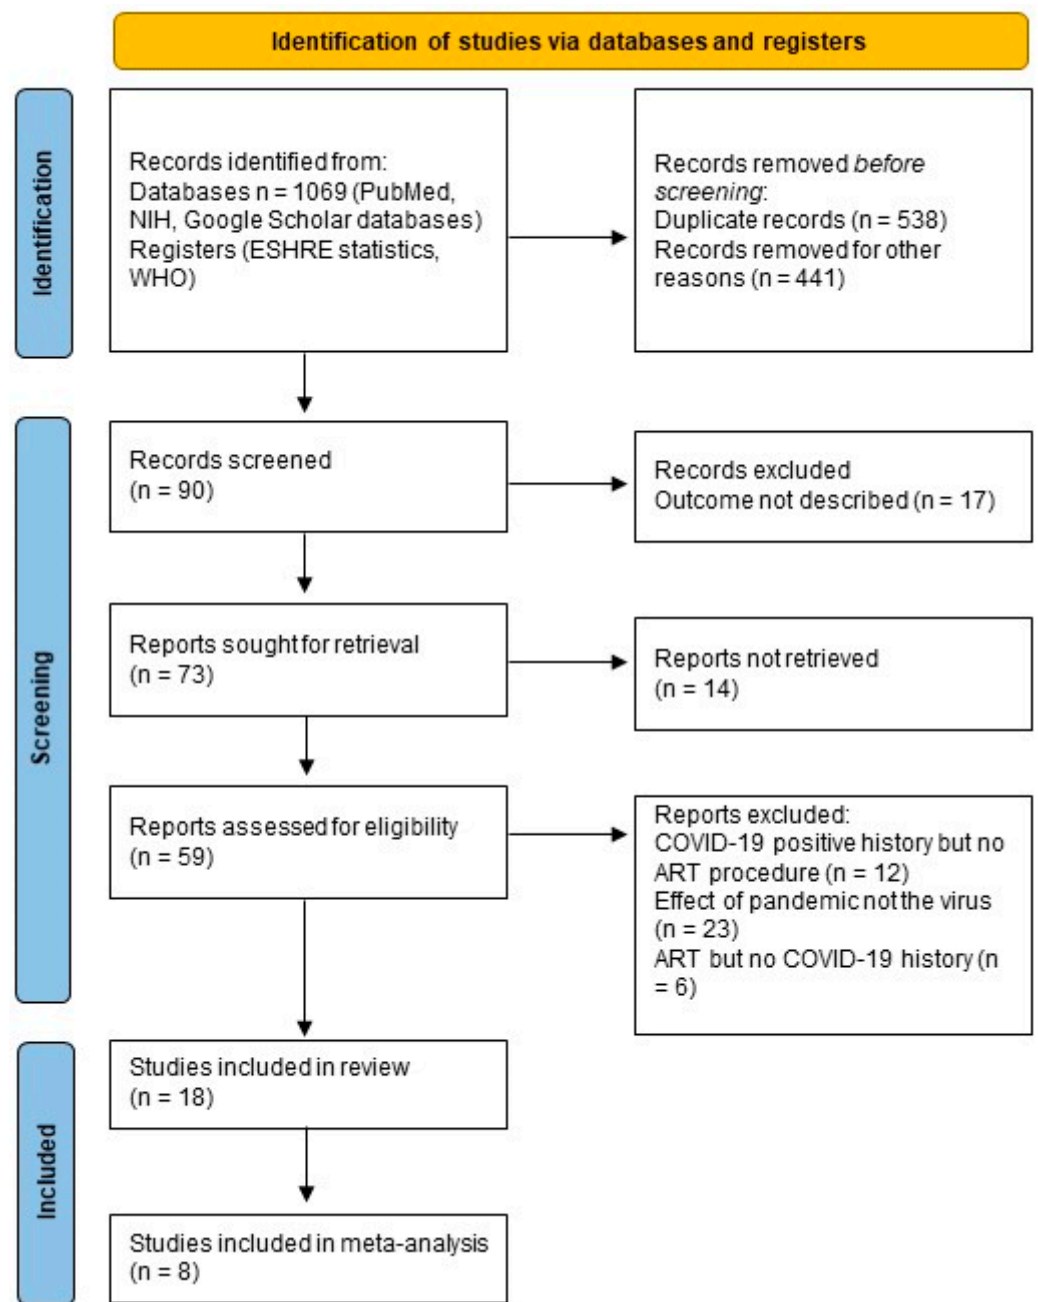 Identification of studies via databases and registers
Identification
Records identified from:
Databases n = 1069 (PubMed,
NIH, Google Scholar databases)
Registers (ESHRE statistics,
WHO)
Records removed before
screening:
Duplicate records (n = 538)
Records removed for other
reasons (n = 441)
Screening
Records screened
(n = 90)
Records excluded
Outcome not described (n = 17)
Reports sought for retrieval
(n = 73)
Reports not retrieved
(n = 14)
Reports assessed for eligibility
(n = 59)
Reports excluded:
COVID-19 positive history but no
ART procedure (n = 12)
Effect of pandemic not the virus
(n = 23)
ART but no COVID-19 history (n
= 6)
Included
Studies included in review
(n = 18)
Studies included in meta-analysis
(n = 8)